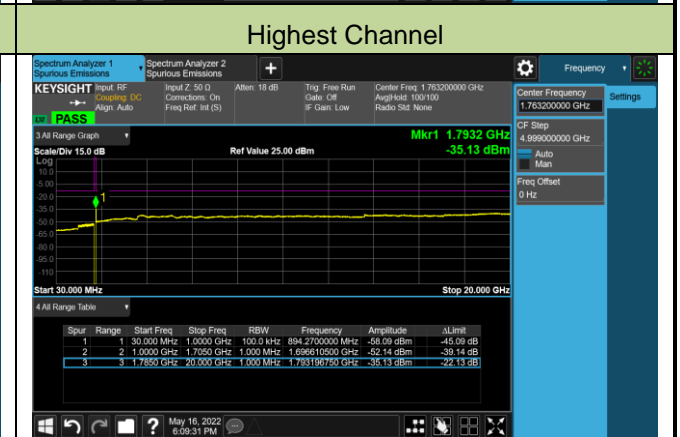 Highest Channel
Spectrum Analyzer 1
Spurious Emissions
Spectrum Analyzer 2
Spurious Emissions
+
Frequency
KEYSIGHT
Input: RF
Coupling: DC
Align: Auto
Input Z: 50 Ω
Corrections: On
Freq Ref: Int (S)
Atten: 18 dB
Trig: Free Run
Gate: Off
IF Gain: Low
Center Freq: 1.763200000 GHz
Avg|Hold: 100/100
Radio Std: None
PASS
Center Frequency
1.763200000 GHz
Settings
CF Step
4.999000000 GHz
Auto
Man
Freq Offset
0 Hz
3 All Range Graph
Mkr1 1.7932 GHz
Scale/Div 15.0 dB
Ref Value 25.00 dBm
-35.13 dBm
Log
10.0
-5.00
-20.0
-35.0
-50.0
-65.0
-80.0
-95.0
-110
1
Start 30.000 MHz
Stop 20.000 GHz
4 All Range Table
Spur Range Start Freq Stop Freq RBW Frequency Amplitude ΔLimit
1 1 30.000 MHz 1.0000 GHz 100.0 kHz 894.2700000 MHz -58.09 dBm -45.09 dB
2 2 1.0000 GHz 1.7050 GHz 1.000 MHz 1.696610500 GHz -52.14 dBm -39.14 dB
3 3 1.7850 GHz 20.000 GHz 1.000 MHz 1.793196750 GHz -35.13 dBm -22.13 dB
?
May 16, 2022
6:09:31 PM